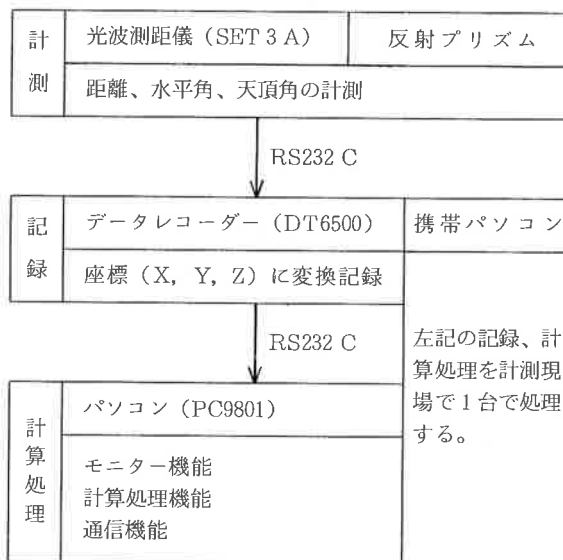 計測
光波測距儀（SET 3 A）
反射プリズム
距離、水平角、天頂角の計測
RS232 C
記録
データレコーダー（DT6500）
携帯パソコン
座標（X, Y, Z）に変換記録
RS232 C
左記の記録、計
算処理を計測現
場で1台で処理
する。
計算処理
パソコン（PC9801）
モニター機能
計算処理機能
通信機能